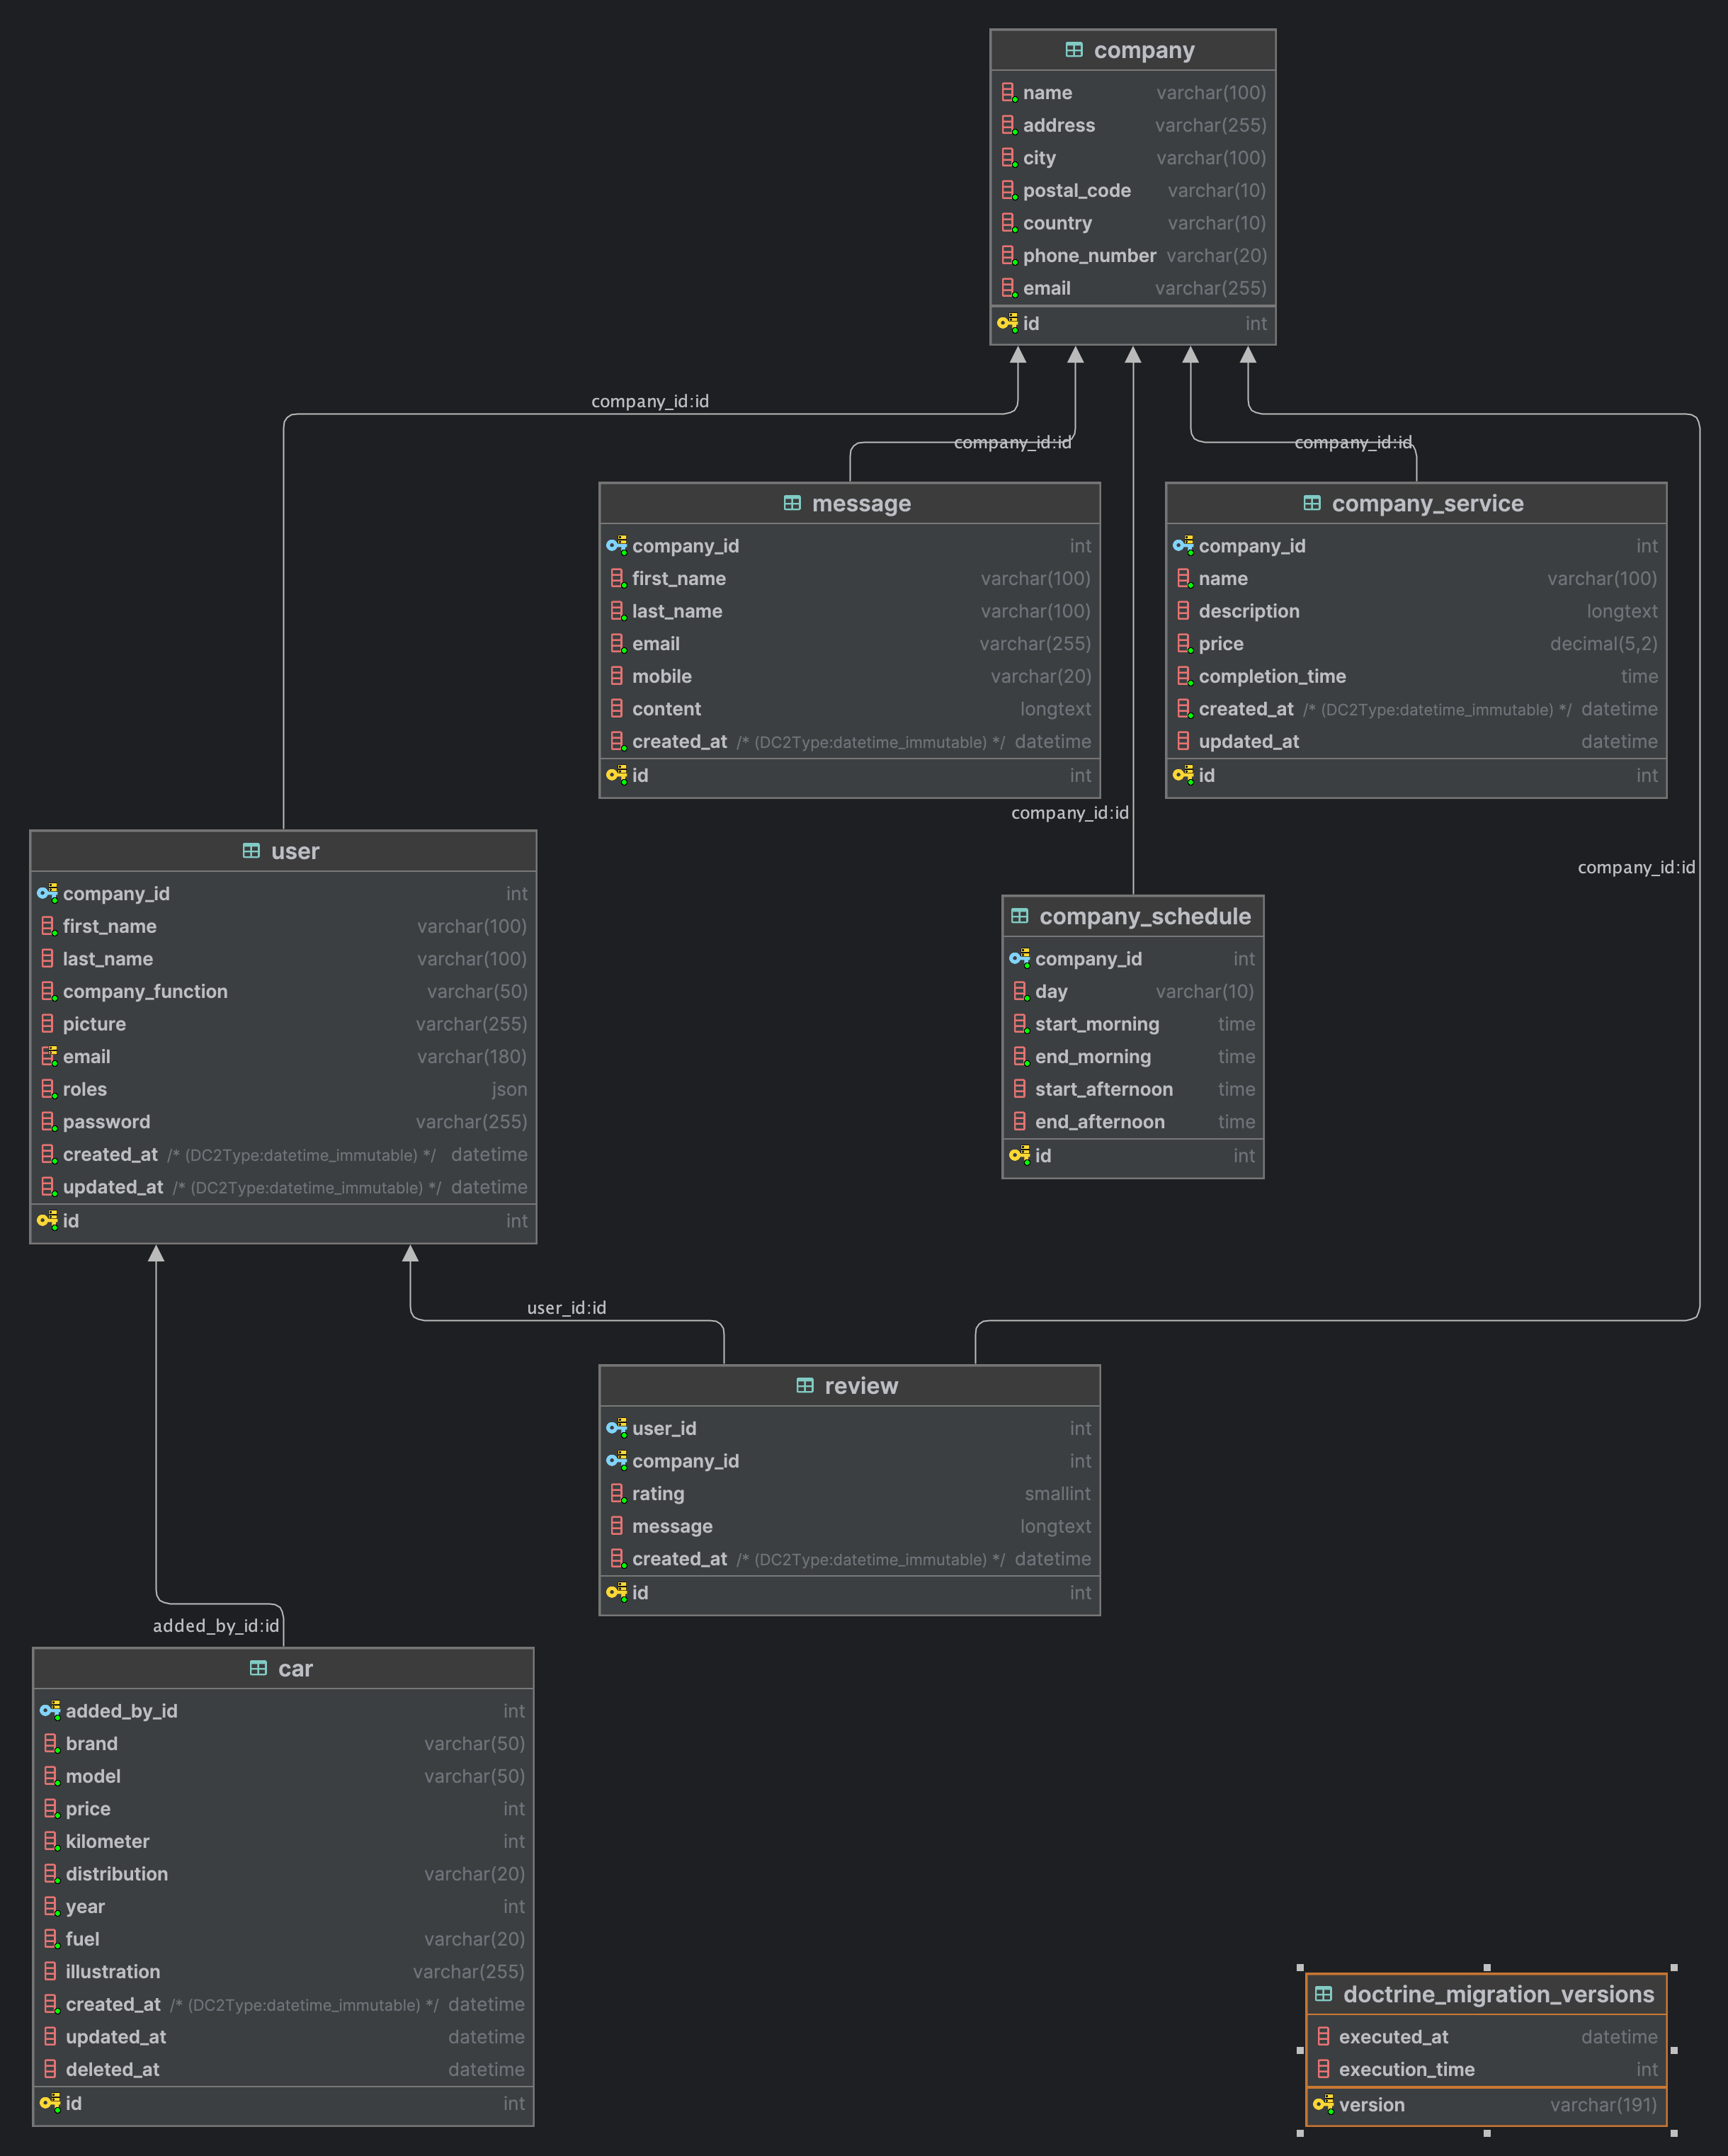 company
name varchar(100)
address varchar(255)
city varchar(100)
postal_code varchar(10)
country varchar(10)
phone_number varchar(20)
email varchar(255)
id int
company_id:id
company_id:id
company_id:id
message
company_id int
first_name varchar(100)
last_name varchar(100)
email varchar(255)
mobile varchar(20)
content longtext
created_at /* (DC2Type:datetime_immutable) */ datetime
id int
company_service
company_id int
name varchar(100)
description longtext
price decimal(5,2)
completion_time time
created_at /* (DC2Type:datetime_immutable) */ datetime
updated_at datetime
id int
company_id:id
company_id:id
user
company_id int
first_name varchar(100)
last_name varchar(100)
company_function varchar(50)
picture varchar(255)
email varchar(180)
roles json
password varchar(255)
created_at /* (DC2Type:datetime_immutable) */ datetime
updated_at /* (DC2Type:datetime_immutable) */ datetime
id int
company_schedule
company_id int
day varchar(10)
start_morning time
end_morning time
start_afternoon time
end_afternoon time
id int
user_id:id
review
user_id int
company_id int
rating smallint
message longtext
created_at /* (DC2Type:datetime_immutable) */ datetime
id int
added_by_id:id
car
added_by_id int
brand varchar(50)
model varchar(50)
price int
kilometer int
distribution varchar(20)
year int
fuel varchar(20)
illustration varchar(255)
created_at /* (DC2Type:datetime_immutable) */ datetime
updated_at datetime
deleted_at datetime
id int
doctrine_migration_versions
executed_at datetime
execution_time int
version varchar(191)